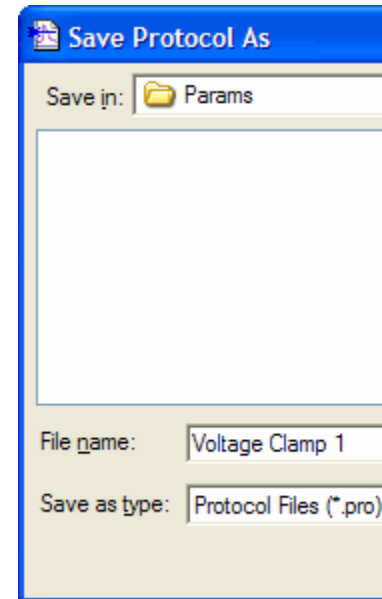 Save Protocol As
Save in: Params
File name: Voltage Clamp 1
Save as type: Protocol Files (*.pro)